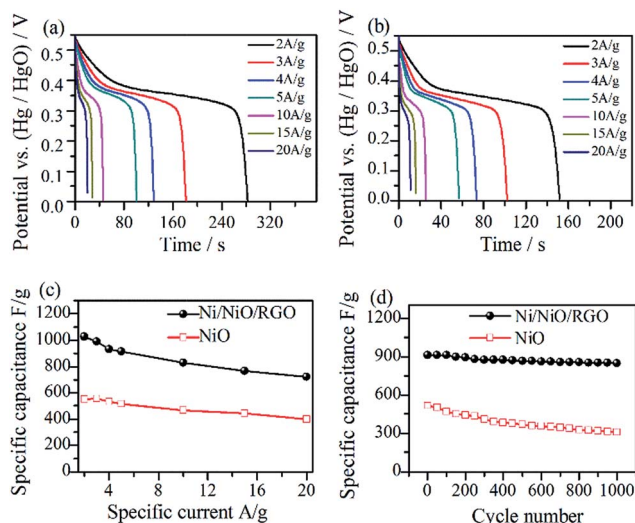 (a)
Potential vs. (Hg / HgO) / V
0.5
0.4
0.3
0.2
0.1
0.0
2A/g
3A/g
4A/g
5A/g
10A/g
15A/g
20A/g
0 60 120 180 240 300 360
Time / s
(b)
Potential vs. (Hg / HgO) / V
0.5
0.4
0.3
0.2
0.1
0.0
2A/g
3A/g
4A/g
5A/g
10A/g
15A/g
20A/g
0 40 80 120 160 200
Time / s
(c)
Specific capacitance F/g
1200
1000
800
600
400
200
0
Ni/NiO/RGO
NiO
4 8 12 16 20
Specific current A/g
(d)
Specific capacitance F/g
1200
900
600
300
0
Ni/NiO/RGO
NiO
0 200 400 600 800 1000
Cycle number